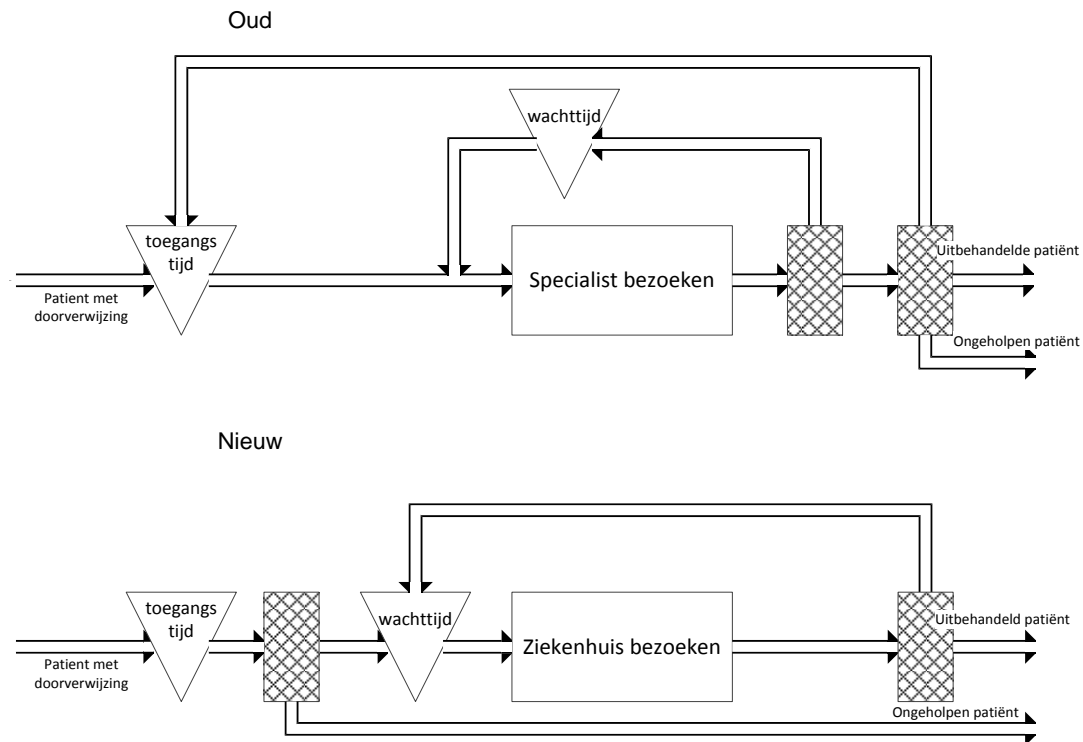 Oud
wachttijd
toegangs
tijd
Specialist bezoeken
Uitbehandelde patiënt
Patient met
doorverwijzing
Ongeholpen patiënt
Nieuw
toegangs
tijd
wachttijd
Ziekenhuis bezoeken
Uitbehandeld patiënt
Patient met
doorverwijzing
Ongeholpen patiënt